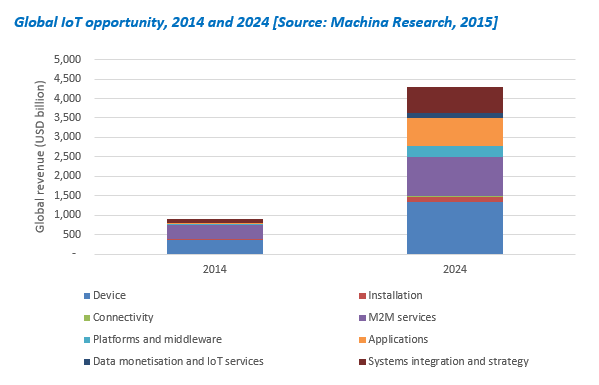 Global IoT opportunity, 2014 and 2024 [Source: Machina Research, 2015]
Global revenue (USD billion)
5,000
4,500
4,000
3,500
3,000
2,500
2,000
1,500
1,000
500
-
2014 2024
Device Installation
Connectivity M2M services
Platforms and middleware Applications
Data monetisation and IoT services Systems integration and strategy